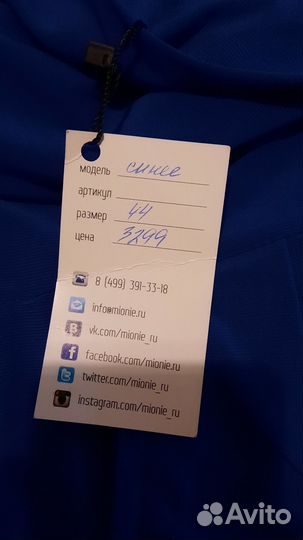 модель синее
артикул
размер 44
цена 3299
8 (499) 391-33-18
info@mionie.ru
vk.com/mionie_ru
facebook.com/mionie.ru
twitter.com/mionie_ru
instagram.com/mionie_ru
Avito